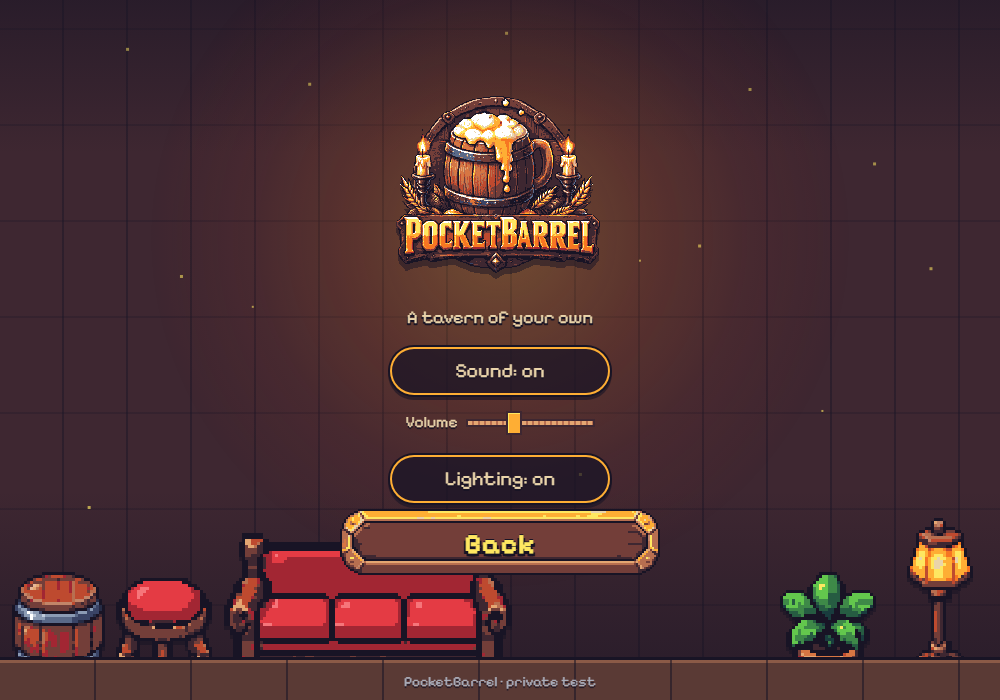 PocketBarrel
A tavern of your own
Sound: on
Volume
Lighting: on
Back
PocketBarrel · private test